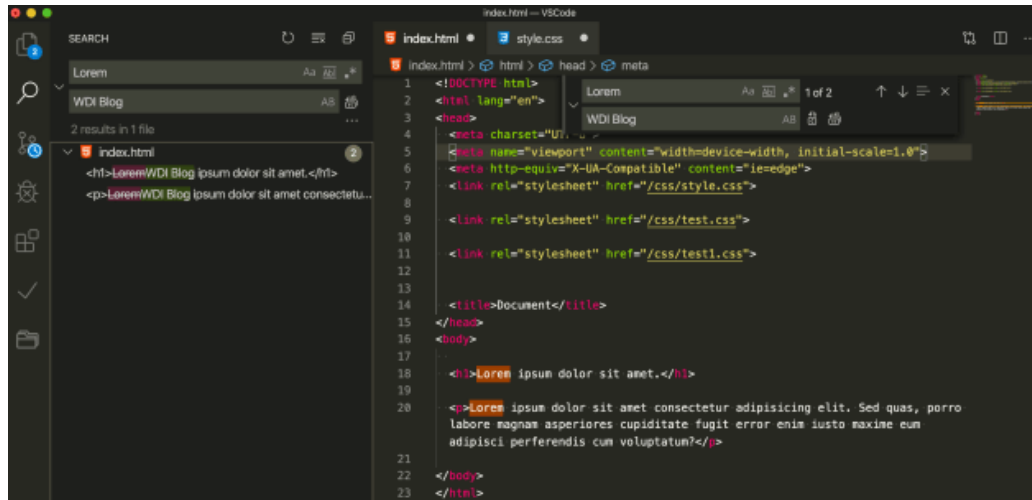 index.html — VSCode
SEARCH
index.html
style.css
index.html > html > head > meta
Lorem
Aa Abl .*
WDI Blog
AB
2 results in 1 file
index.html 2
<h1>LoremWDI Blog ipsum dolor sit amet.</h1>
<p>LoremWDI Blog ipsum dolor sit amet consectetu...
2
Lorem
Aa Abl .* 1 of 2
WDI Blog
AB
1 <!DOCTYPE html>
2 <html lang="en">
3 <head>
4 <meta charset="UTF-8">
5 <meta name="viewport" content="width=device-width, initial-scale=1.0">
6 <meta http-equiv="X-UA-Compatible" content="ie=edge">
7 <link rel="stylesheet" href="/css/style.css">
8
9 <link rel="stylesheet" href="/css/test.css">
10
11 <link rel="stylesheet" href="/css/test1.css">
12
13
14 <title>Document</title>
15 </head>
16 <body>
17
18 <h1>Lorem ipsum dolor sit amet.</h1>
19
20 <p>Lorem ipsum dolor sit amet consectetur adipisicing elit. Sed quas, porro
labore magnam asperiores cupiditate fugit error enim iusto maxime eum
adipisci perferendis cum voluptatum?</p>
21
22 </body>
23 </html>